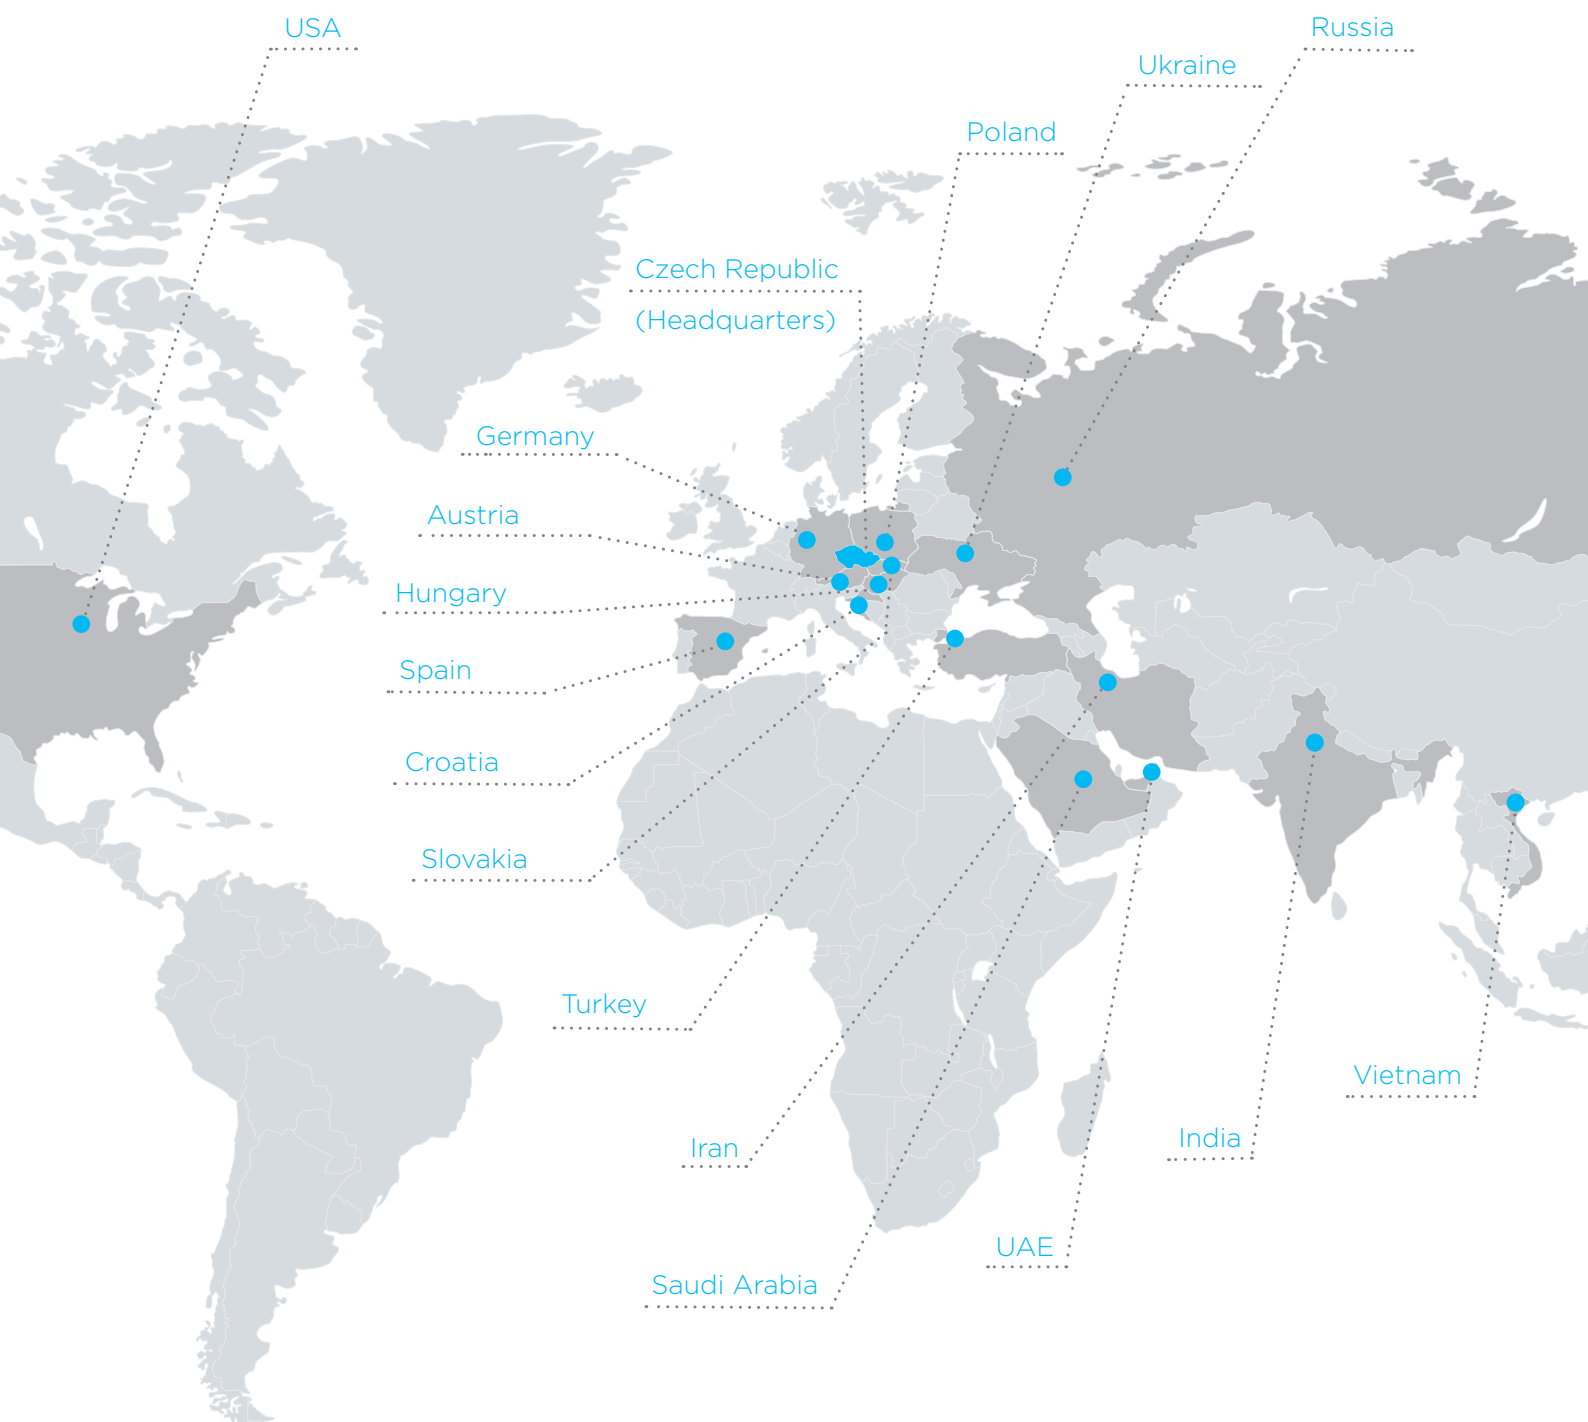 USA
Russia
Ukraine
Poland
Czech Republic
(Headquarters)
Germany
Austria
Hungary
Spain
Croatia
Slovakia
Turkey
Vietnam
India
Iran
UAE
Saudi Arabia